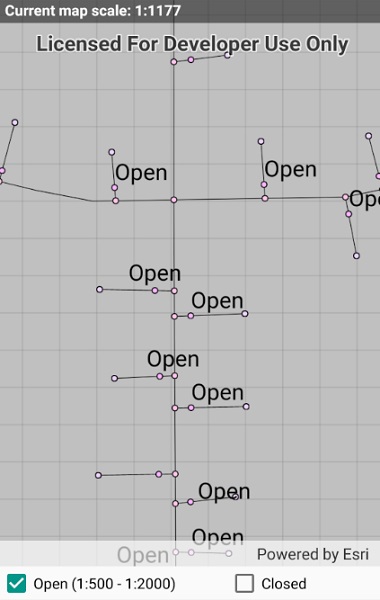 Current map scale: 1:1177
Licensed For Developer Use Only
Open
Open
Ope
Open
Open
Open
Open
Open
Open
Open
Powered by Esri
Open (1:500 - 1:2000)
Closed